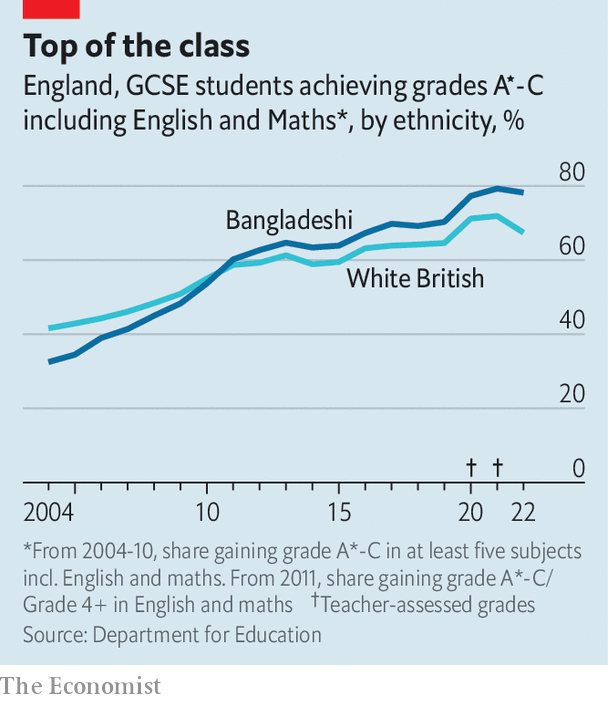 Top of the class
England, GCSE students achieving grades A*-C
including English and Maths*, by ethnicity, %
80
Bangladeshi
60
White British
40
20
† †
0
2004 10 15 20 22
*From 2004-10, share gaining grade A*-C in at least five subjects
incl. English and maths. From 2011, share gaining grade A*-C/
Grade 4+ in English and maths †Teacher-assessed grades
Source: Department for Education
The Economist